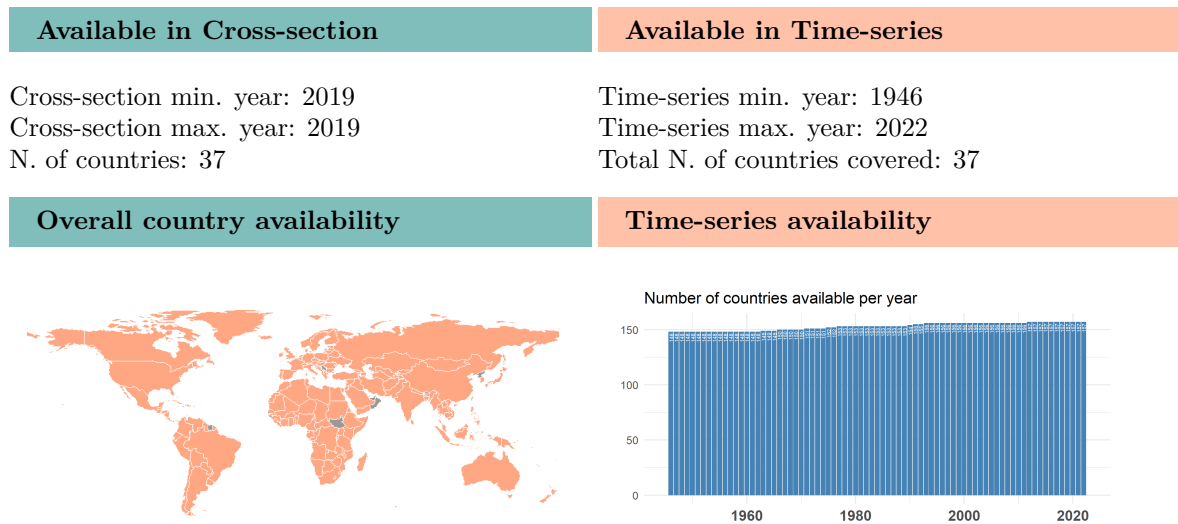 Available in Cross-section
Available in Time-series
Cross-section min. year: 2019
Cross-section max. year: 2019
N. of countries: 37
Time-series min. year: 1946
Time-series max. year: 2022
Total N. of countries covered: 37
Overall country availability
Time-series availability
Number of countries available per year
150
100
50
0
1960
1980
2000
2020